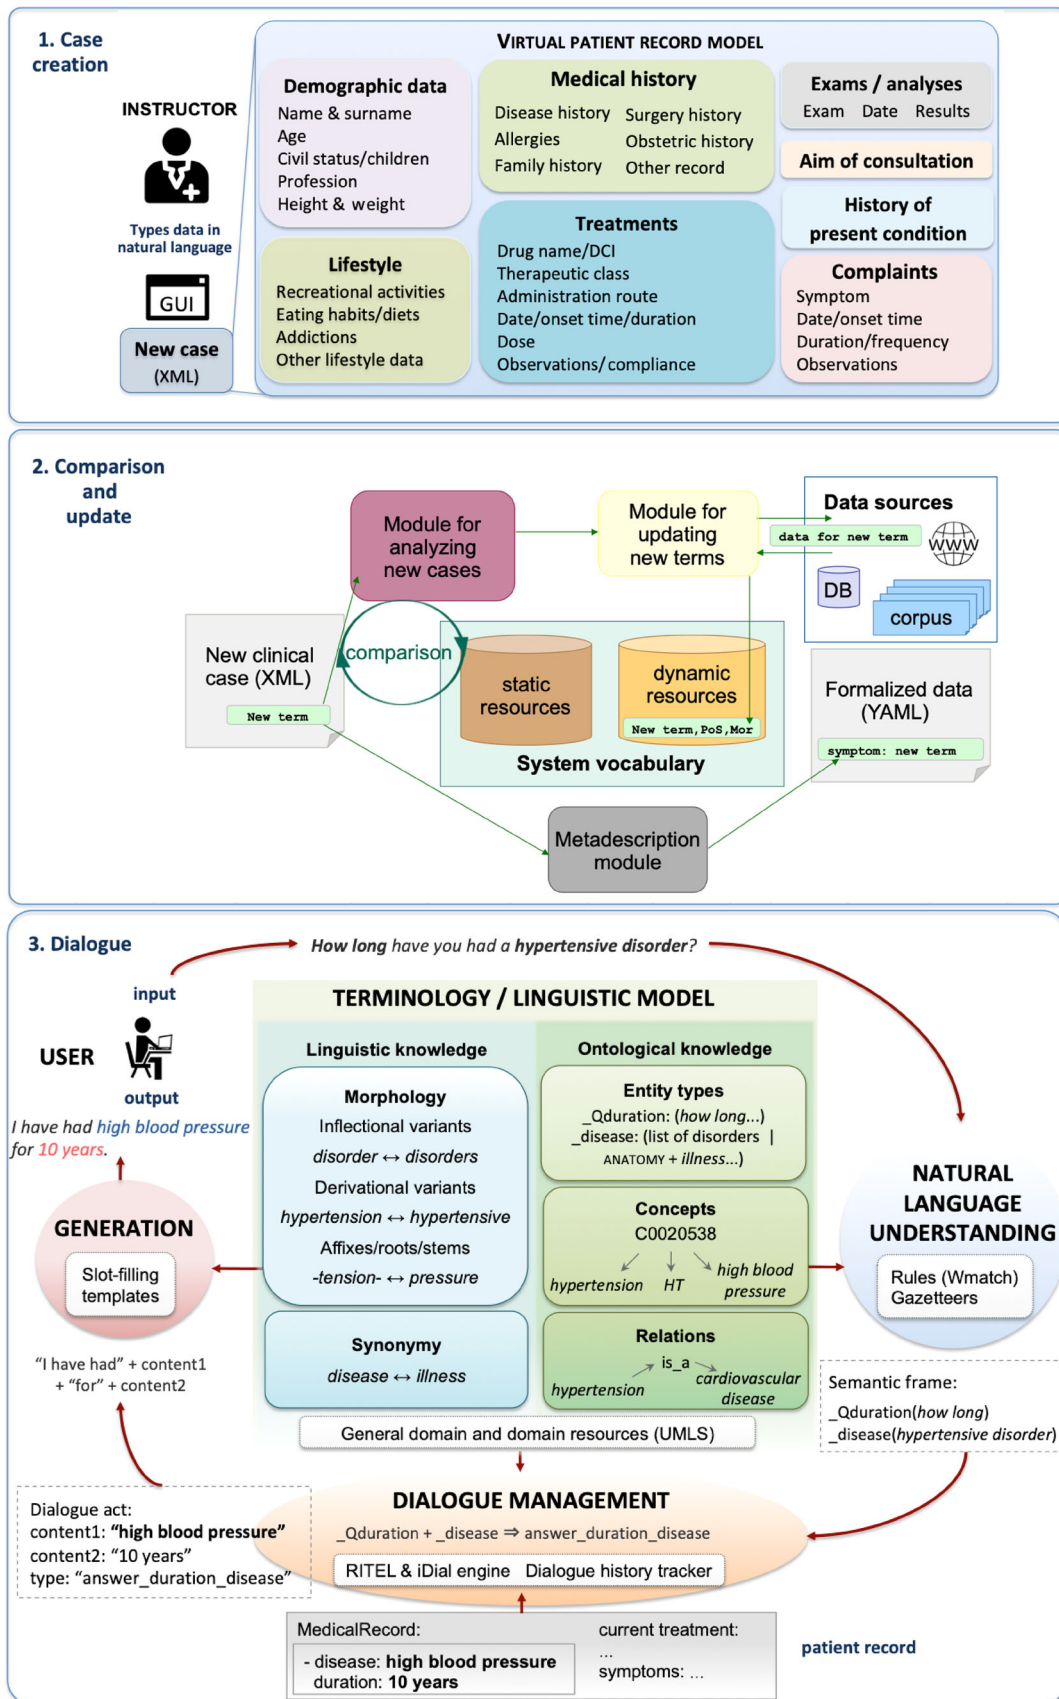 1. Case
creation
INSTRUCTOR
Types data in
natural language
GUI
New case
(XML)
VIRTUAL PATIENT RECORD MODEL
Demographic data
Name & surname
Age
Civil status/children
Profession
Height & weight
Lifestyle
Recreational activities
Eating habits/diets
Addictions
Other lifestyle data
Medical history
Disease history
Surgery history
Allergies
Obstetric history
Family history
Other record
Treatments
Drug name/DCI
Therapeutic class
Administration route
Date/onset time/duration
Dose
Observations/compliance
Exams / analyses
Exam Date Results
Aim of consultation
History of
present condition
Complaints
Symptom
Date/onset time
Duration/frequency
Observations
2. Comparison
and
update
Module for
analyzing
new cases
Module for
updating
new terms
Data sources
data for new term
WWW
DB
corpus
New clinical
case (XML)
New term
comparison
static
resources
dynamic
resources
New term,PoS,Mor
System vocabulary
Formalized data
(YAML)
symptom: new term
Metadescription
module
3. Dialogue
How long have you had a hypertensive disorder?
input
USER
output
I have had high blood pressure
for 10 years.
TERMINOLOGY / LINGUISTIC MODEL
Linguistic knowledge
Morphology
Inflectional variants
disorder ↔ disorders
Derivational variants
hypertension ↔ hypertensive
Affixes/roots/stems
-tension- ↔ pressure
Synonymy
disease ↔ illness
Ontological knowledge
Entity types
_Qduration: (how long...)
_disease: (list of disorders |
ANATOMY + illness...)
Concepts
C0020538
hypertension HT high blood
pressure
Relations
is_a
hypertension cardiovascular
disease
General domain and domain resources (UMLS)
NATURAL
LANGUAGE
UNDERSTANDING
Rules (Wmatch)
Gazetteers
Semantic frame:
_Qduration(how long)
_disease(hypertensive disorder)
GENERATION
Slot-filling
templates
"I have had" + content1
+ "for" + content2
Dialogue act:
content1: "high blood pressure"
content2: "10 years"
type: "answer_duration_disease"
DIALOGUE MANAGEMENT
_Qduration + _disease ⇒ answer_duration_disease
RITEL & iDial engine Dialogue history tracker
MedicalRecord:
- disease: high blood pressure
duration: 10 years
current treatment:
...
symptoms: ...
patient record